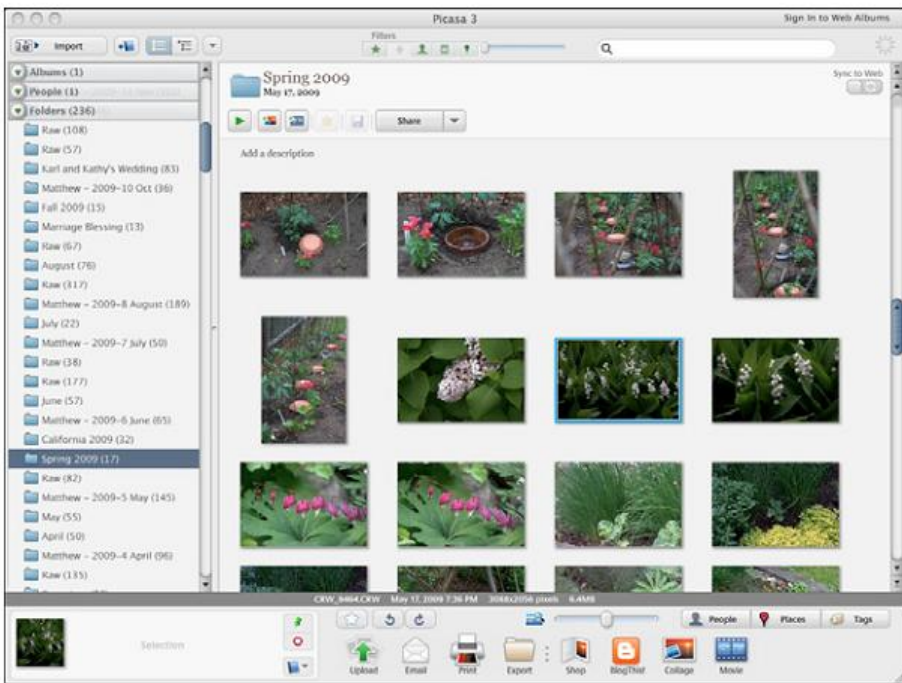 Picasa 3
Sign In to Web Albums
Import
Filters
Albums (1)
People (1)
Folders (236)
Raw (108)
Raw (57)
Karl and Kathy's Wedding (83)
Matthew - 2009-10 Oct (36)
Fall 2009 (15)
Marriage Blessing (13)
Raw (67)
August (76)
Raw (317)
Matthew - 2009-8 August (189)
July (22)
Matthew - 2009-7 July (50)
Raw (38)
Raw (177)
June (57)
Matthew - 2009-6 June (65)
California 2009 (32)
Spring 2009 (17)
Raw (82)
Matthew - 2009-5 May (145)
May (55)
April (50)
Matthew - 2009-4 April (96)
Raw (135)
Spring 2009
May 17, 2009
Sync to Web
Share
Add a description
CRW_8464.CRW May 17, 2009 7:36 PM 3088x2056 pixels 6.4MB
Selection
People
Places
Tags
Upload
Email
Print
Export
Shop
BlogThis!
Collage
Movie